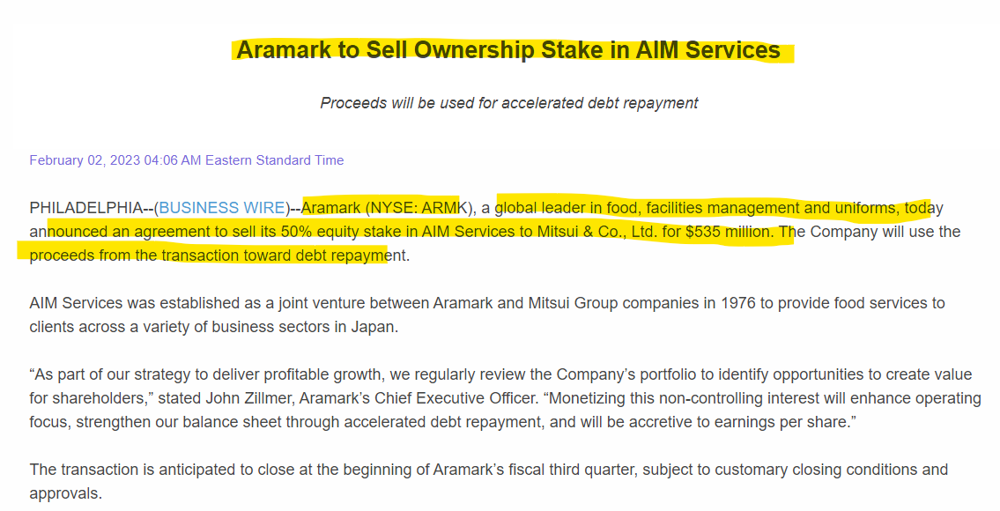 Aramark to Sell Ownership Stake in AIM Services
Proceeds will be used for accelerated debt repayment
February 02, 2023 04:06 AM Eastern Standard Time
PHILADELPHIA--(BUSINESS WIRE)--Aramark (NYSE: ARMK), a global leader in food, facilities management and uniforms, today
announced an agreement to sell its 50% equity stake in AIM Services to Mitsui & Co., Ltd. for $535 million. The Company will use the
proceeds from the transaction toward debt repayment.
AIM Services was established as a joint venture between Aramark and Mitsui Group companies in 1976 to provide food services to
clients across a variety of business sectors in Japan.
“As part of our strategy to deliver profitable growth, we regularly review the Company’s portfolio to identify opportunities to create value
for shareholders,” stated John Zillmer, Aramark’s Chief Executive Officer. “Monetizing this non-controlling interest will enhance operating
focus, strengthen our balance sheet through accelerated debt repayment, and will be accretive to earnings per share.”
The transaction is anticipated to close at the beginning of Aramark’s fiscal third quarter, subject to customary closing conditions and
approvals.